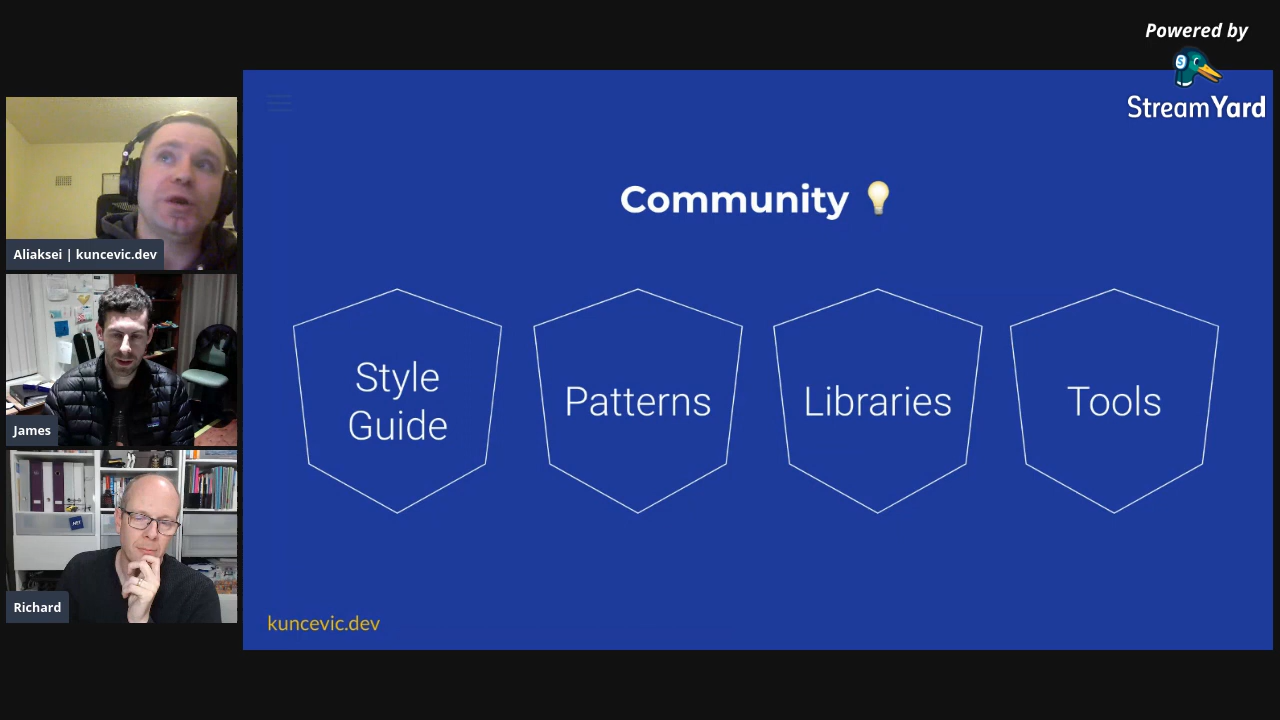 Powered by
StreamYard
Community
Style
Guide
Patterns
Libraries
Tools
kuncevic.dev
Aliaksei | kuncevic.dev
James
Richard